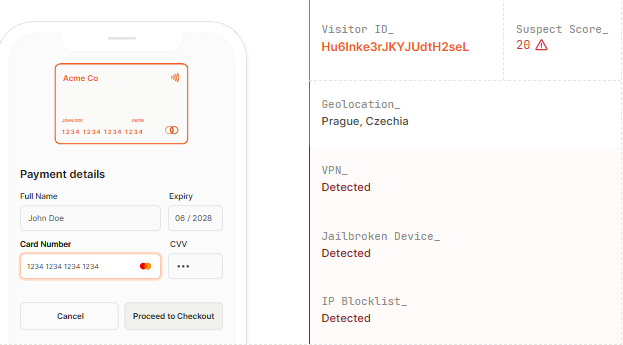 Acme Co
JOHN DOE 06/28
1234 1234 1234 1234
Payment details
Full Name Expiry
John Doe 06 / 2028
Card Number CVV
1234 1234 1234 1234 •••
Cancel Proceed to Checkout
Visitor ID_ Suspect Score_
Hu6Inke3rJKYJUdtH2seL 20
Geolocation_
Prague, Czechia
VPN_
Detected
Jailbroken Device_
Detected
IP Blocklist_
Detected